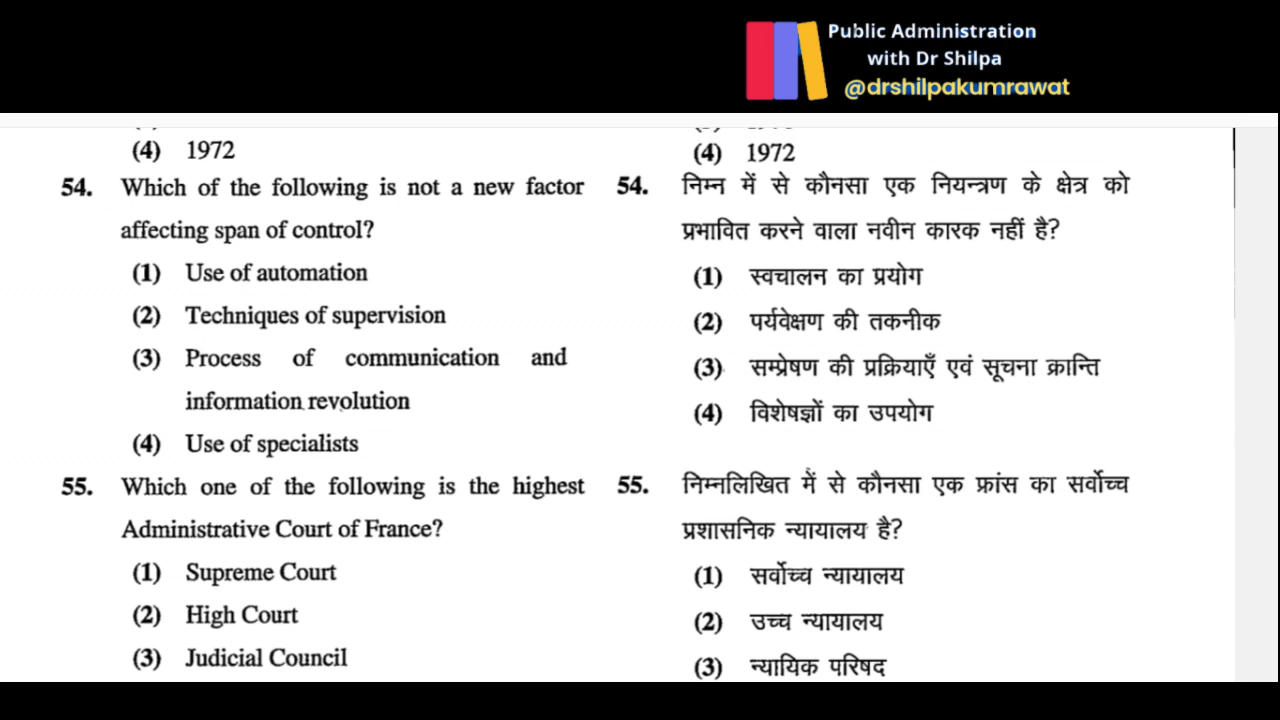 Public Administration
with Dr Shilpa
@drshilpakumrawat
(4) 1972
54. Which of the following is not a new factor
affecting span of control?
(1) Use of automation
(2) Techniques of supervision
(3) Process of communication and
information revolution
(4) Use of specialists
55. Which one of the following is the highest
Administrative Court of France?
(1) Supreme Court
(2) High Court
(3) Judicial Council
(4) 1972
54. निम्न में से कौनसा एक नियन्त्रण के क्षेत्र को
प्रभावित करने वाला नवीन कारक नहीं है?
(1) स्वचालन का प्रयोग
(2) पर्यवेक्षण की तकनीक
(3) सम्प्रेषण की प्रक्रियाएँ एवं सूचना क्रान्ति
(4) विशेषज्ञों का उपयोग
55. निम्नलिखित में से कौनसा एक फ्रांस का सर्वोच्च
प्रशासनिक न्यायालय है?
(1) सर्वोच्च न्यायालय
(2) उच्च न्यायालय
(3) न्यायिक परिषद